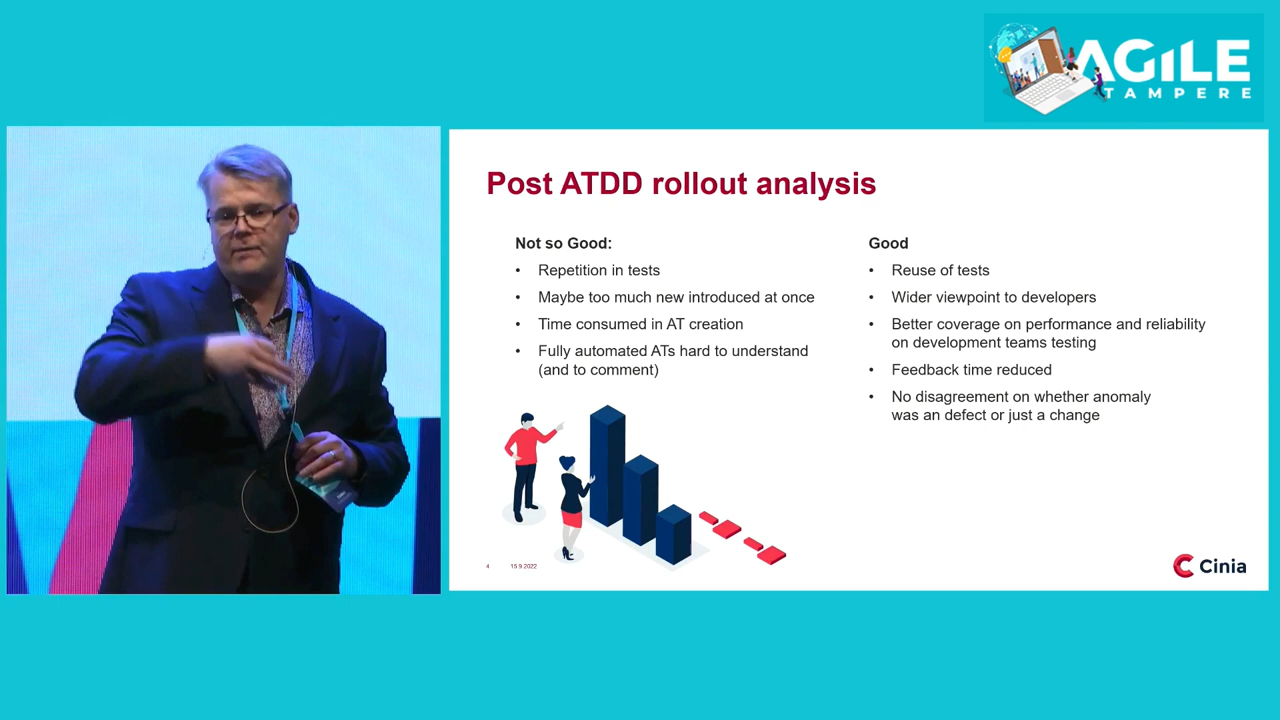 AGiLE
TAMPERE
Post ATDD rollout analysis
Not so Good:
• Repetition in tests
• Maybe too much new introduced at once
• Time consumed in AT creation
• Fully automated ATs hard to understand
(and to comment)
Good
• Reuse of tests
• Wider viewpoint to developers
• Better coverage on performance and reliability
on development teams testing
• Feedback time reduced
• No disagreement on whether anomaly
was an defect or just a change
4 15.9.2022
Cinia